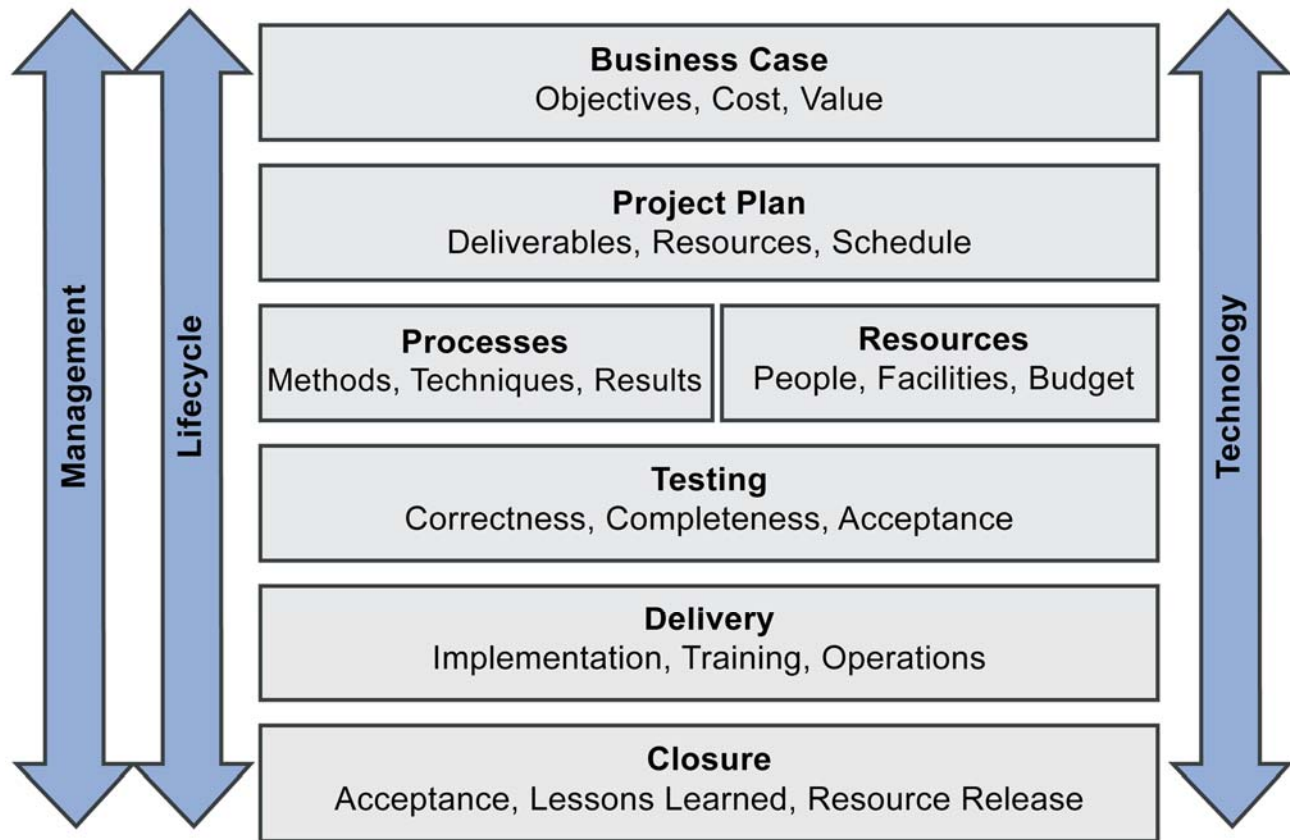 Business Case
Objectives, Cost, Value
Project Plan
Deliverables, Resources, Schedule
Processes
Methods, Techniques, Results
Resources
People, Facilities, Budget
Testing
Correctness, Completeness, Acceptance
Delivery
Implementation, Training, Operations
Closure
Acceptance, Lessons Learned, Resource Release
Management
Lifecycle
Technology